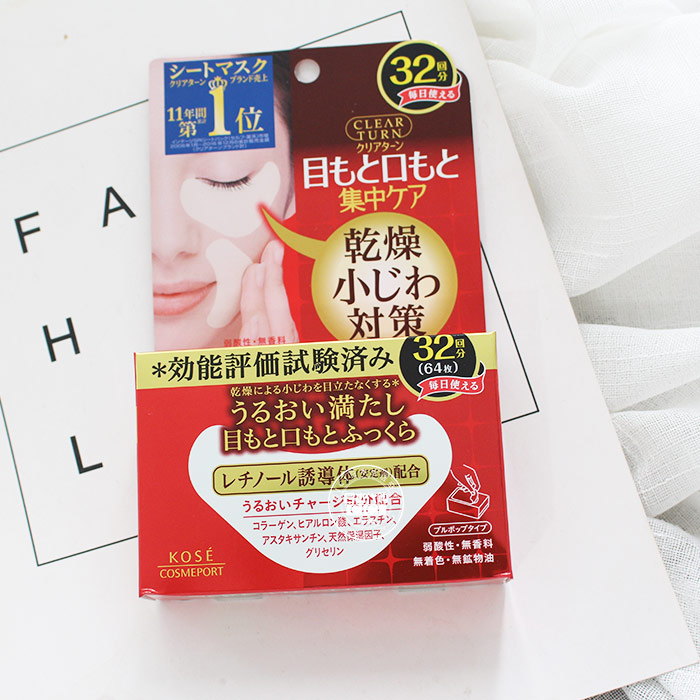 F A
H
L
シートマスク
クリアターン ブランド売上
11年間
第1位
32回分
毎日使える
CLEAR
TURN
クリアターン
目もと口もと
集中ケア
乾燥
小じわ
対策
弱酸性・無香料
*効能評価試験済み
32回分
(64枚)
毎日使える
乾燥による小じわを目立たなくする*
うるおい満たし
目もと口もとふっくら
レチノール誘導体(安定剤)配合
うるおいチャージ成分配合
コラーゲン、ヒアルロン酸、エラスチン、
アスタキサンチン、天然保湿因子、
グリセリン
プルポップタイプ
弱酸性・無香料
無着色・無鉱物油
KOSÉ
COSMEPORT